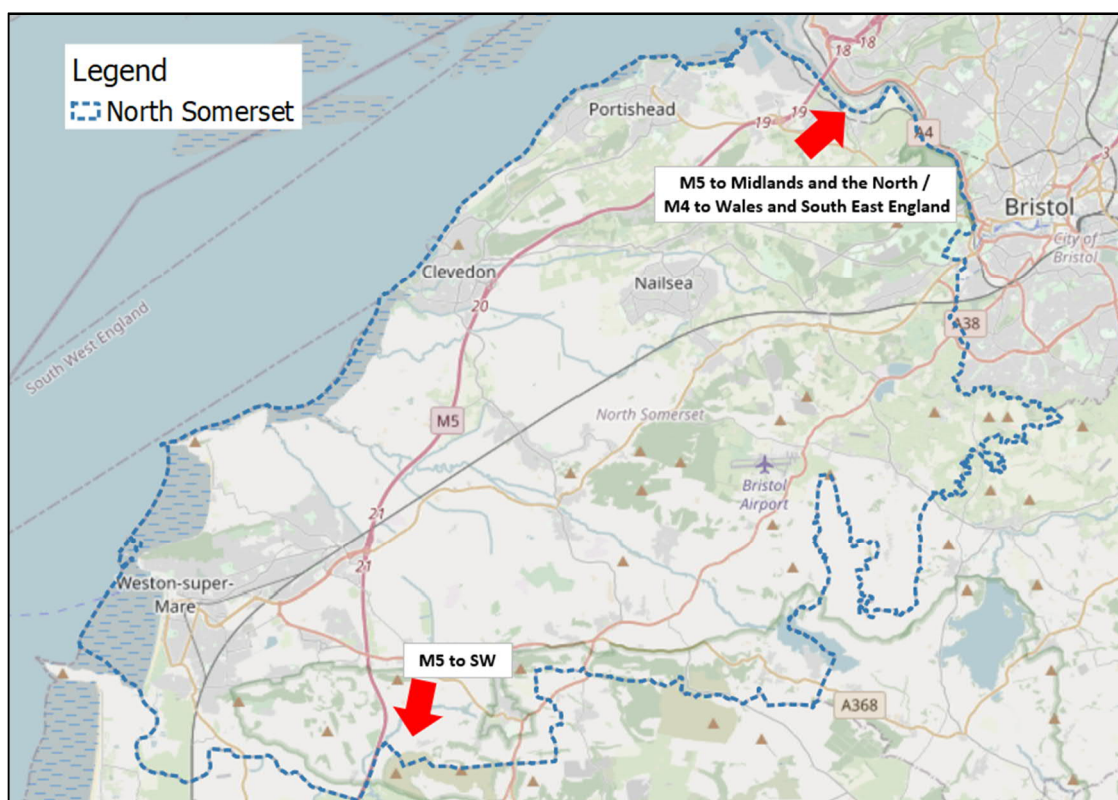 Legend
North Somerset
18
18
Portishead
19
19
A4
M5 to Midlands and the North /
M4 to Wales and South East England
Bristol
3
City of
Bristol
Clevedon
Nailsea
20
A38
South West England
M5
North Somerset
Bristol
Airport
21
21
Weston-super-
Mare
M5 to SW
A368